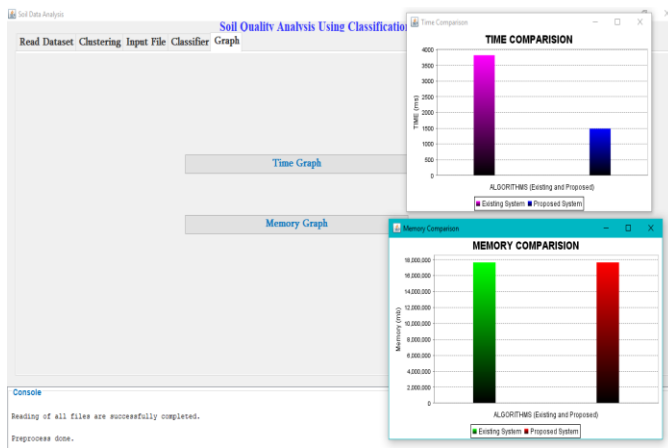 Soil Data Analysis
Soil Quality Analysis Using Classification
Read Dataset Clustering Input File Classifier Graph
Time Graph
Memory Graph
Time Comparison
TIME COMPARISION
4000
3500
3000
2500
2000
1500
1000
500
0
TIME (ms)
ALGORITHMS (Existing and Proposed)
Existing System Proposed System
Memory Comparison
MEMORY COMPARISION
18,000,000
16,000,000
14,000,000
12,000,000
10,000,000
8,000,000
6,000,000
4,000,000
2,000,000
0
Memory (mb)
ALGORITHMS (Existing and Proposed)
Existing System Proposed System
Console
Reading of all files are successfully completed.
Preprocess done.